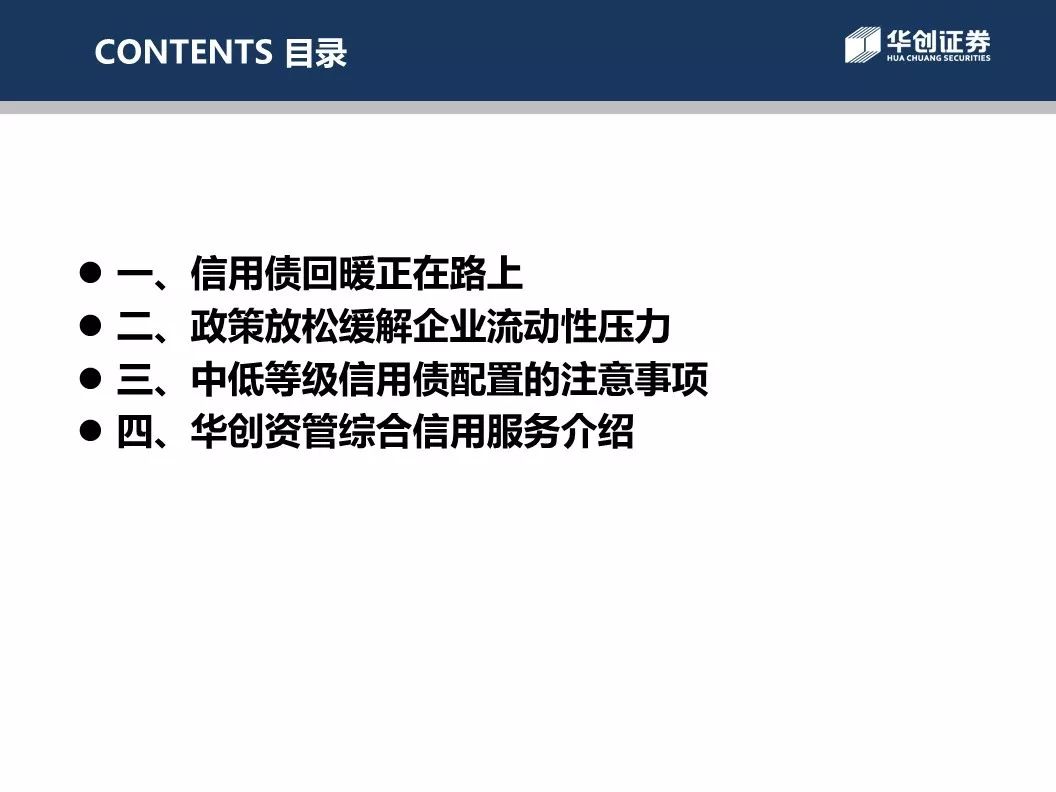 CONTENTS 目录
华创证券
HUA CHUANG SECURITIES
● 一、信用债回暖正在路上
● 二、政策放松缓解企业流动性压力
● 三、中低等级信用债配置的注意事项
● 四、华创资管综合信用服务介绍